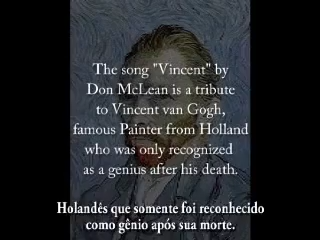 The song "Vincent" by
Don McLean is a tribute
to Vincent van Gogh,
famous Painter from Holland
who was only recognized
as a genius after his death.
Holandês que somente foi reconhecido
como gênio após sua morte.